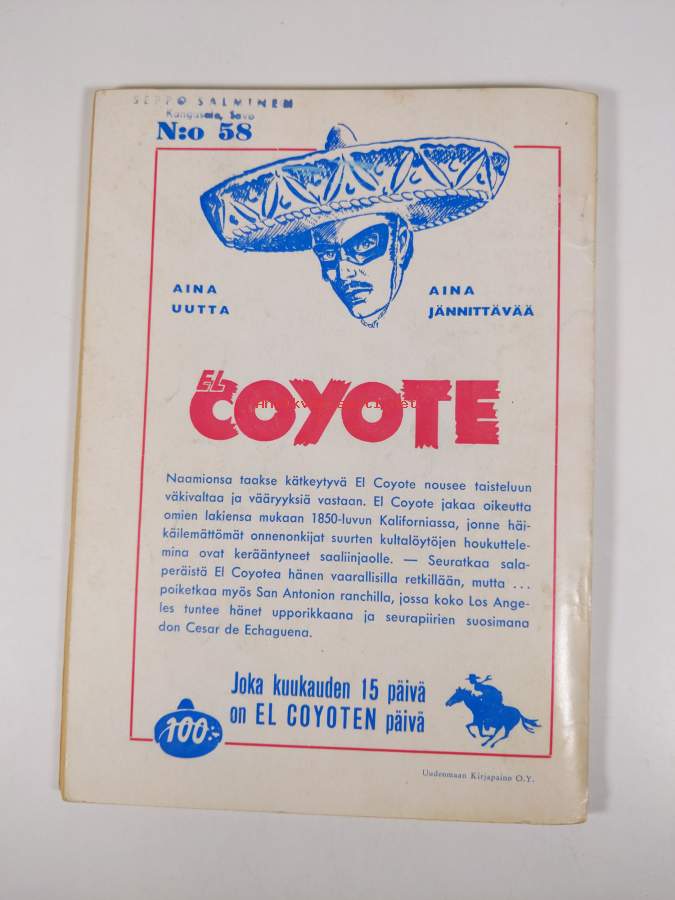 SEPPO SALMINEN
Kangasala, Savo
N:o 58
AINA
UUTTA
AINA
JÄNNITTÄVÄÄ
EL
COYOTE
Naamionsa taakse kätkeytyvä El Coyote nousee taisteluun
väkivaltaa ja vääryyksiä vastaan. El Coyote jakaa oikeutta
omien lakiensa mukaan 1850-luvun Kaliforniassa, jonne häi-
käilemättömät onnenonkijat suurten kultalöytöjen houkuttele-
mina ovat kerääntyneet saaliinjaolle. — Seuratkaa sala-
peräistä El Coyotea hänen vaarallisilla retkillään, mutta ...
poiketkaa myös San Antonion ranchilla, jossa koko Los Ange-
les tuntee hänet upporikkaana ja seurapiirien suosimana
don Cesar de Echaguena.
Joka kuukauden 15 päivä
on EL COYOTEN päivä
100:-
Uudenmaan Kirjapaino O.Y.